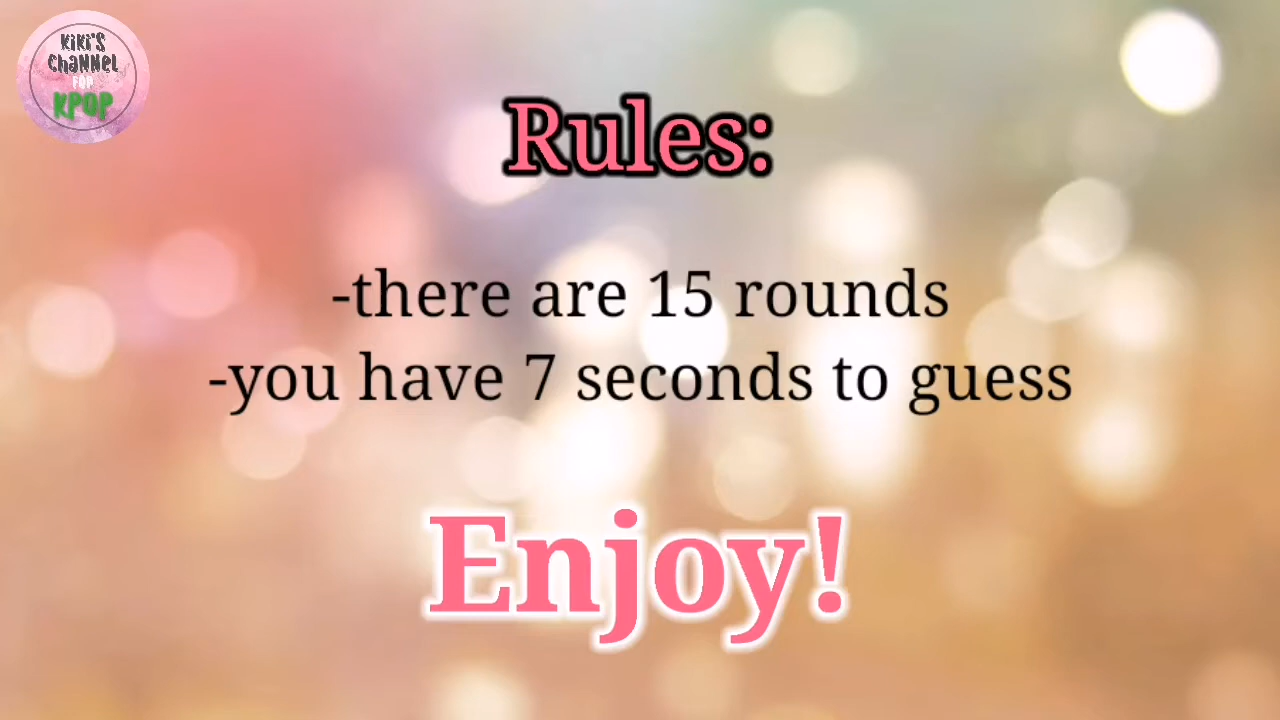 KiKi'S
ChaNNeL
FOR
KPOP
Rules:
-there are 15 rounds
-you have 7 seconds to guess
Enjoy!